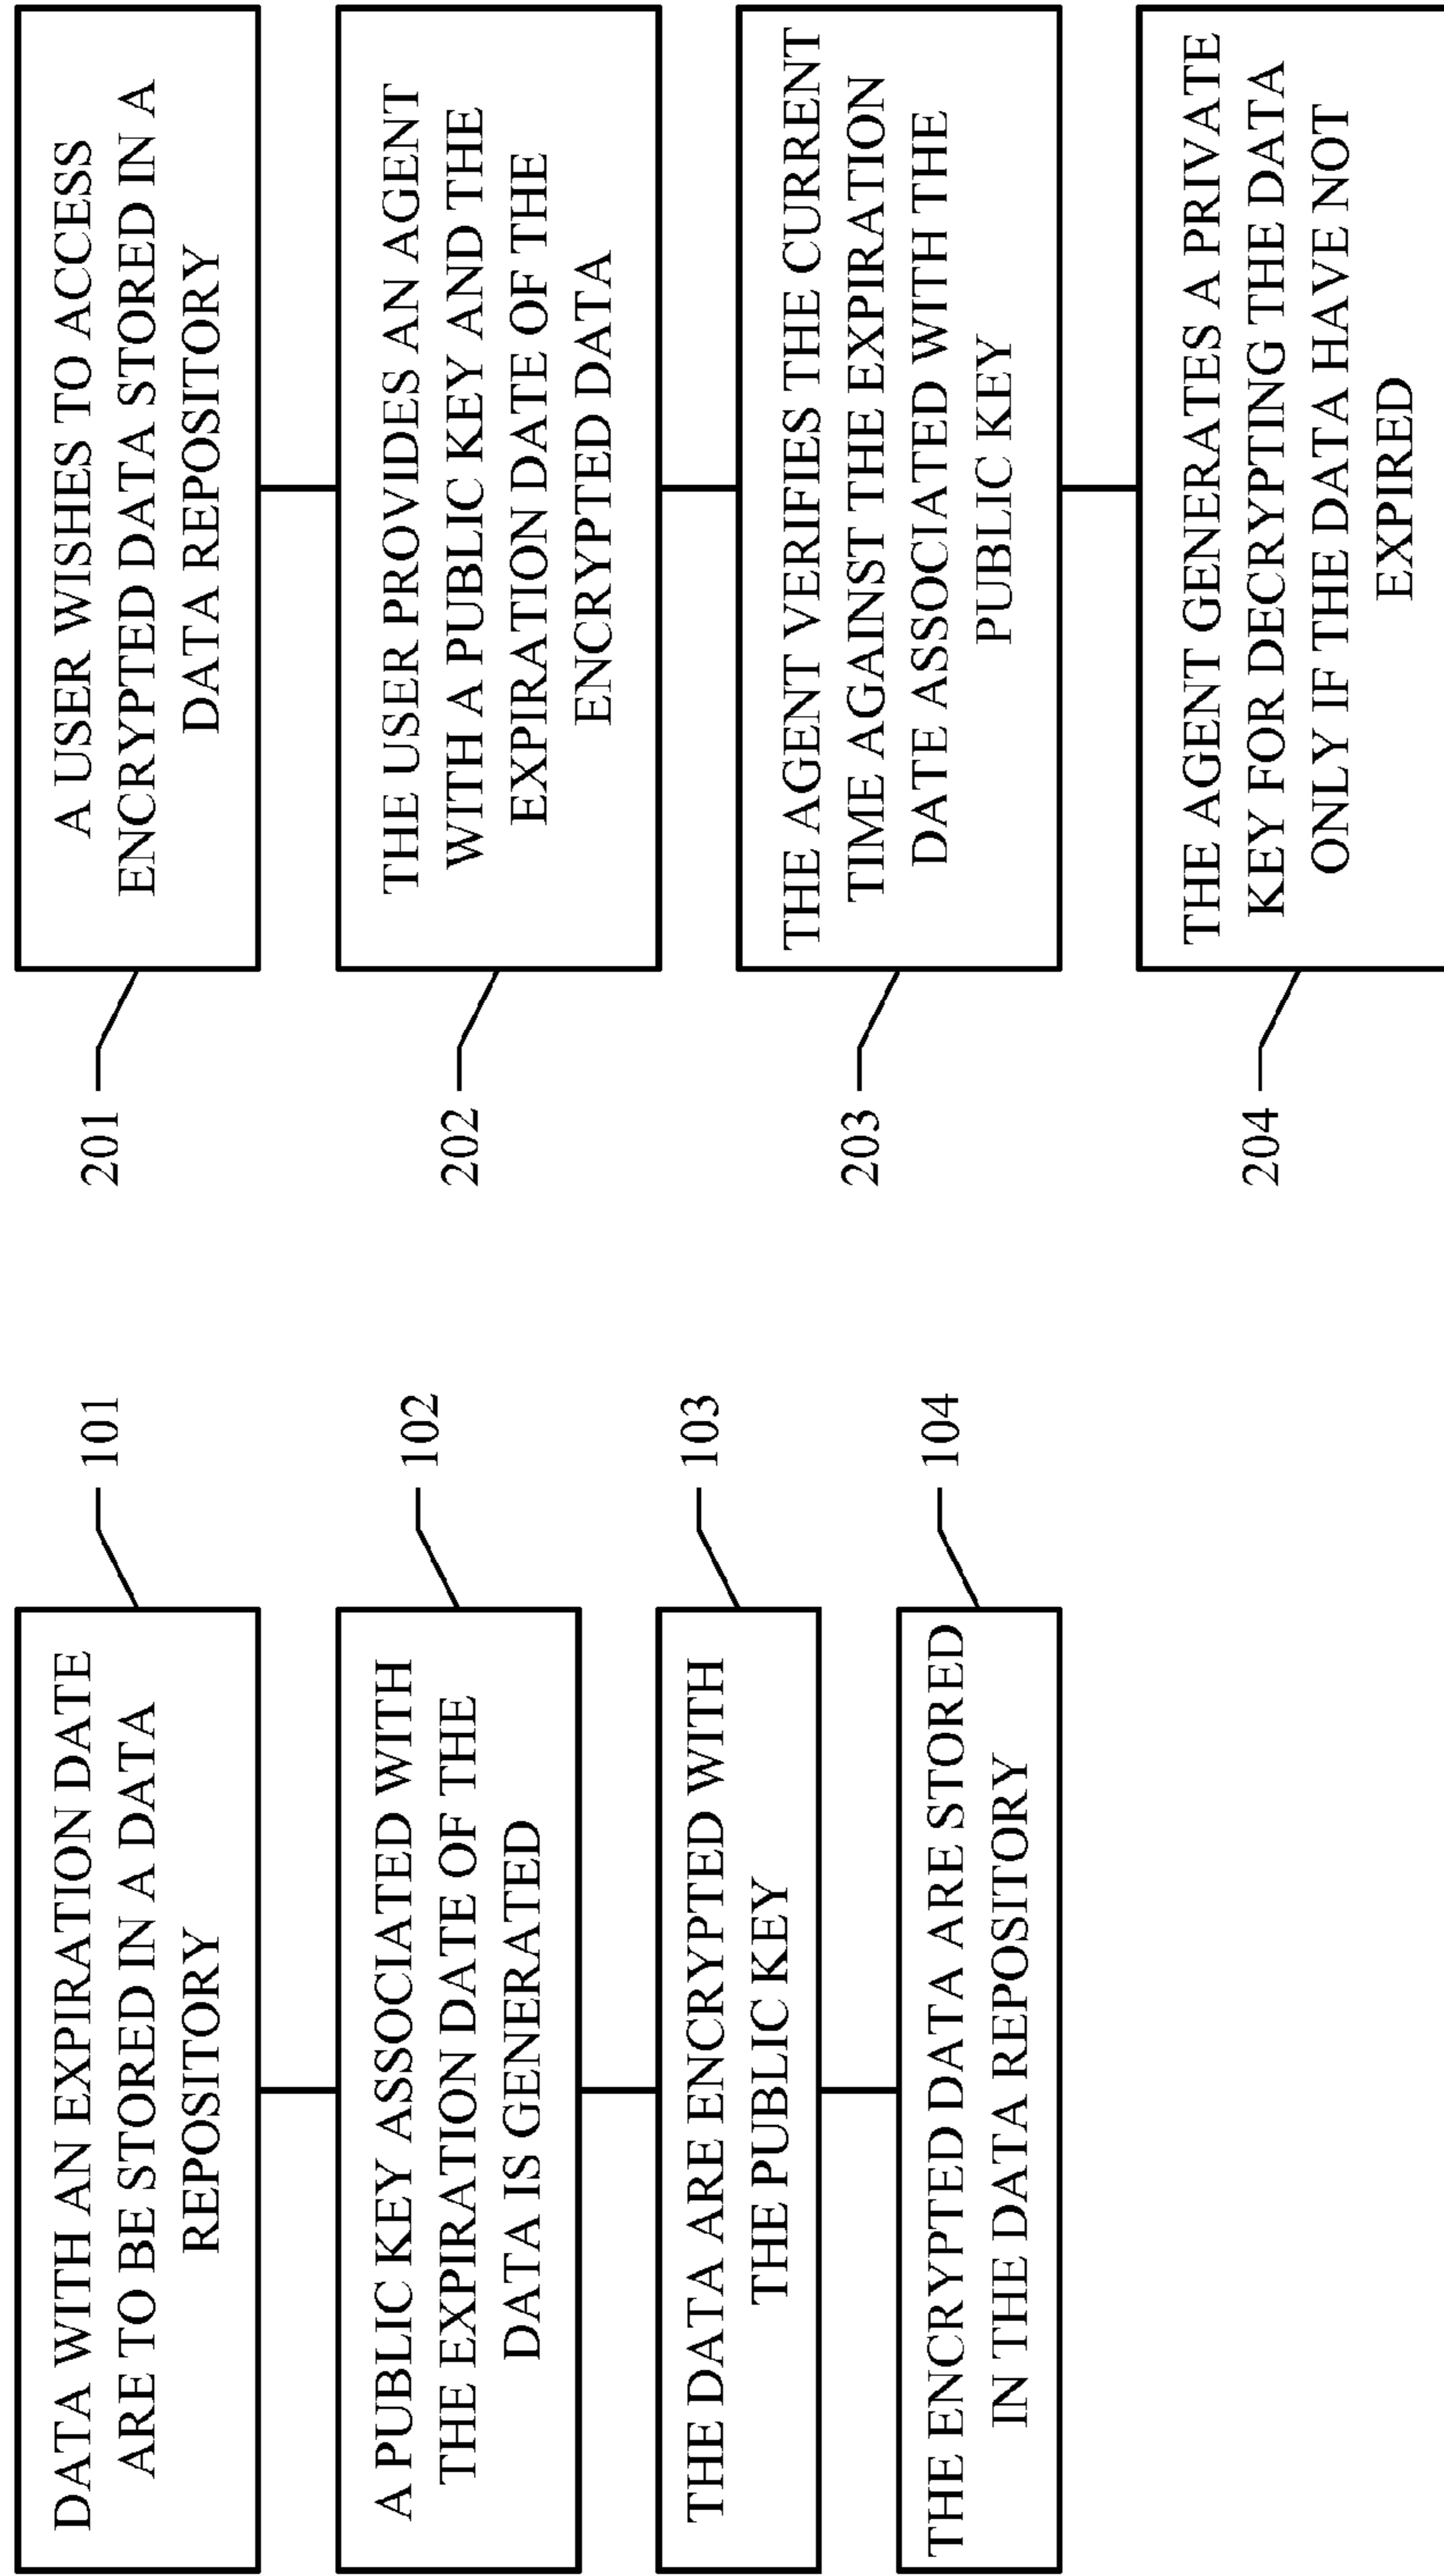 DATA WITH AN EXPIRATION DATE
ARE TO BE STORED IN A DATA
REPOSITORY
101
A PUBLIC KEY ASSOCIATED WITH
THE EXPIRATION DATE OF THE
DATA IS GENERATED
102
THE DATA ARE ENCRYPTED WITH
THE PUBLIC KEY
103
THE ENCRYPTED DATA ARE STORED
IN THE DATA REPOSITORY
104
201
A USER WISHES TO ACCESS
ENCRYPTED DATA STORED IN A
DATA REPOSITORY
202
THE USER PROVIDES AN AGENT
WITH A PUBLIC KEY AND THE
EXPIRATION DATE OF THE
ENCRYPTED DATA
203
THE AGENT VERIFIES THE CURRENT
TIME AGAINST THE EXPIRATION
DATE ASSOCIATED WITH THE
PUBLIC KEY
204
THE AGENT GENERATES A PRIVATE
KEY FOR DECRYPTING THE DATA
ONLY IF THE DATA HAVE NOT
EXPIRED